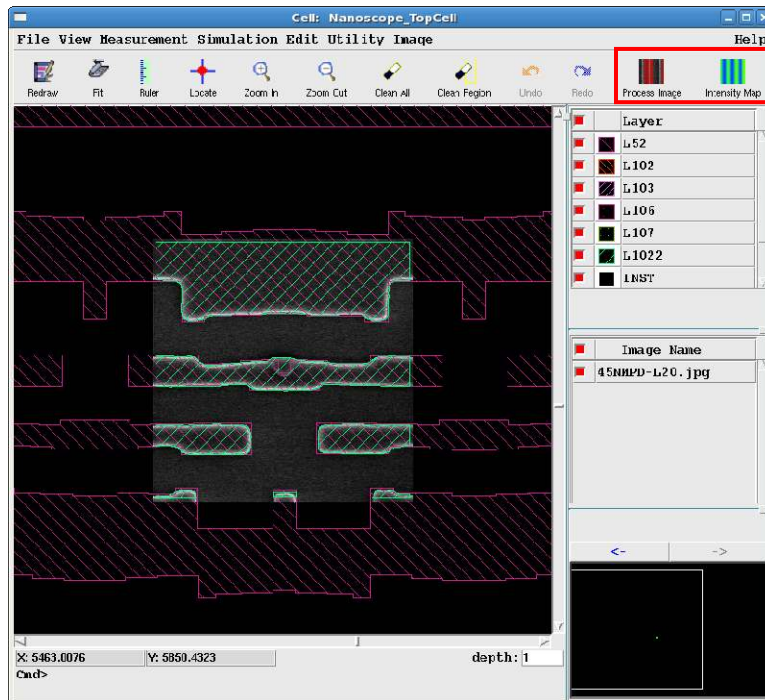 Cell: Nanoscope_TopCell
File View Measurement Simulation Edit Utility Image Help
Redraw Fit Ruler Locate Zoom In Zoom Out Clean All Clean Region Undo Redo Process Image Intensity Map
Layer
L52
L102
L103
L106
L107
L1022
INST
Image Name
45NMPD-L20.jpg
<- ->
X: 5463.0076 Y: 5850.4323 depth: 1
Cmd>